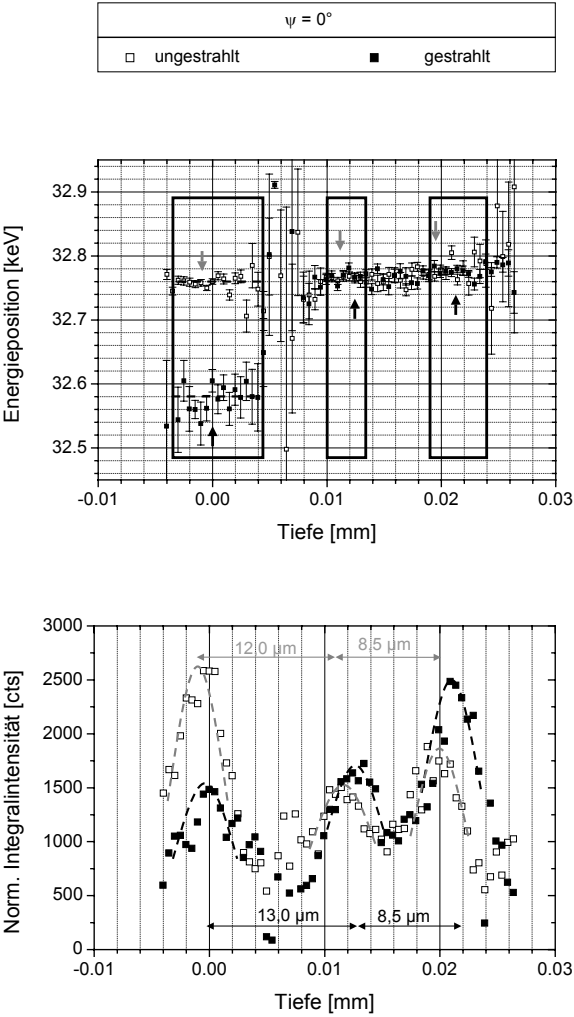 ψ = 0°
□ ungestrahlt ■ gestrahlt
Energieposition [keV]
32.9
32.8
32.7
32.6
32.5
-0.01 0.00 0.01 0.02 0.03
Tiefe [mm]
Norm. Integralintensität [cts]
3000
12,0 µm 8,5 µm
2500
2000
1500
1000
500
13,0 µm 8,5 µm
0
-0.01 0.00 0.01 0.02 0.03
Tiefe [mm]